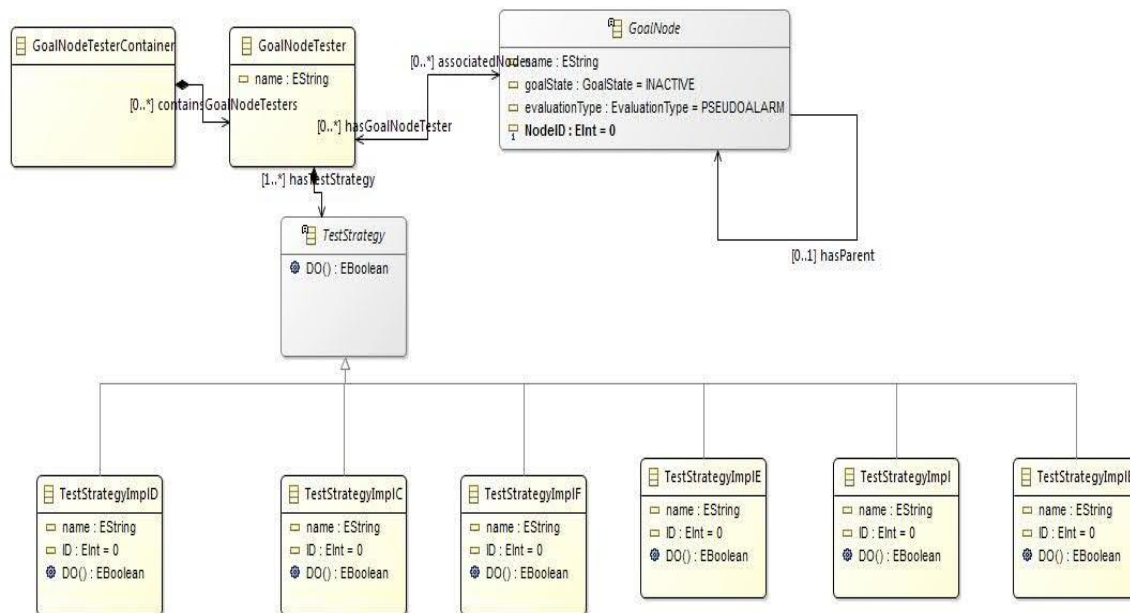 GoalNodeTesterContainer
GoalNodeTester
name : EString
GoalNode
name : EString
goalState : GoalState = INACTIVE
evaluationType : EvaluationType = PSEUDOALARM
NodeID : EInt = 0
1
[0..*] associatedNodes
[0..*] containsGoalNodeTesters
[0..*] hasGoalNodeTester
[1..*] hasTestStrategy
[0..1] hasParent
TestStrategy
DO() : EBoolean
TestStrategyImplD
name : EString
ID : EInt = 0
DO() : EBoolean
TestStrategyImplC
name : EString
ID : EInt = 0
DO() : EBoolean
TestStrategyImplF
name : EString
ID : EInt = 0
DO() : EBoolean
TestStrategyImplE
name : EString
ID : EInt = 0
DO() : EBoolean
TestStrategyImpl
name : EString
ID : EInt = 0
DO() : EBoolean
name : EString
ID : EInt = 0
DO() : EBoolean